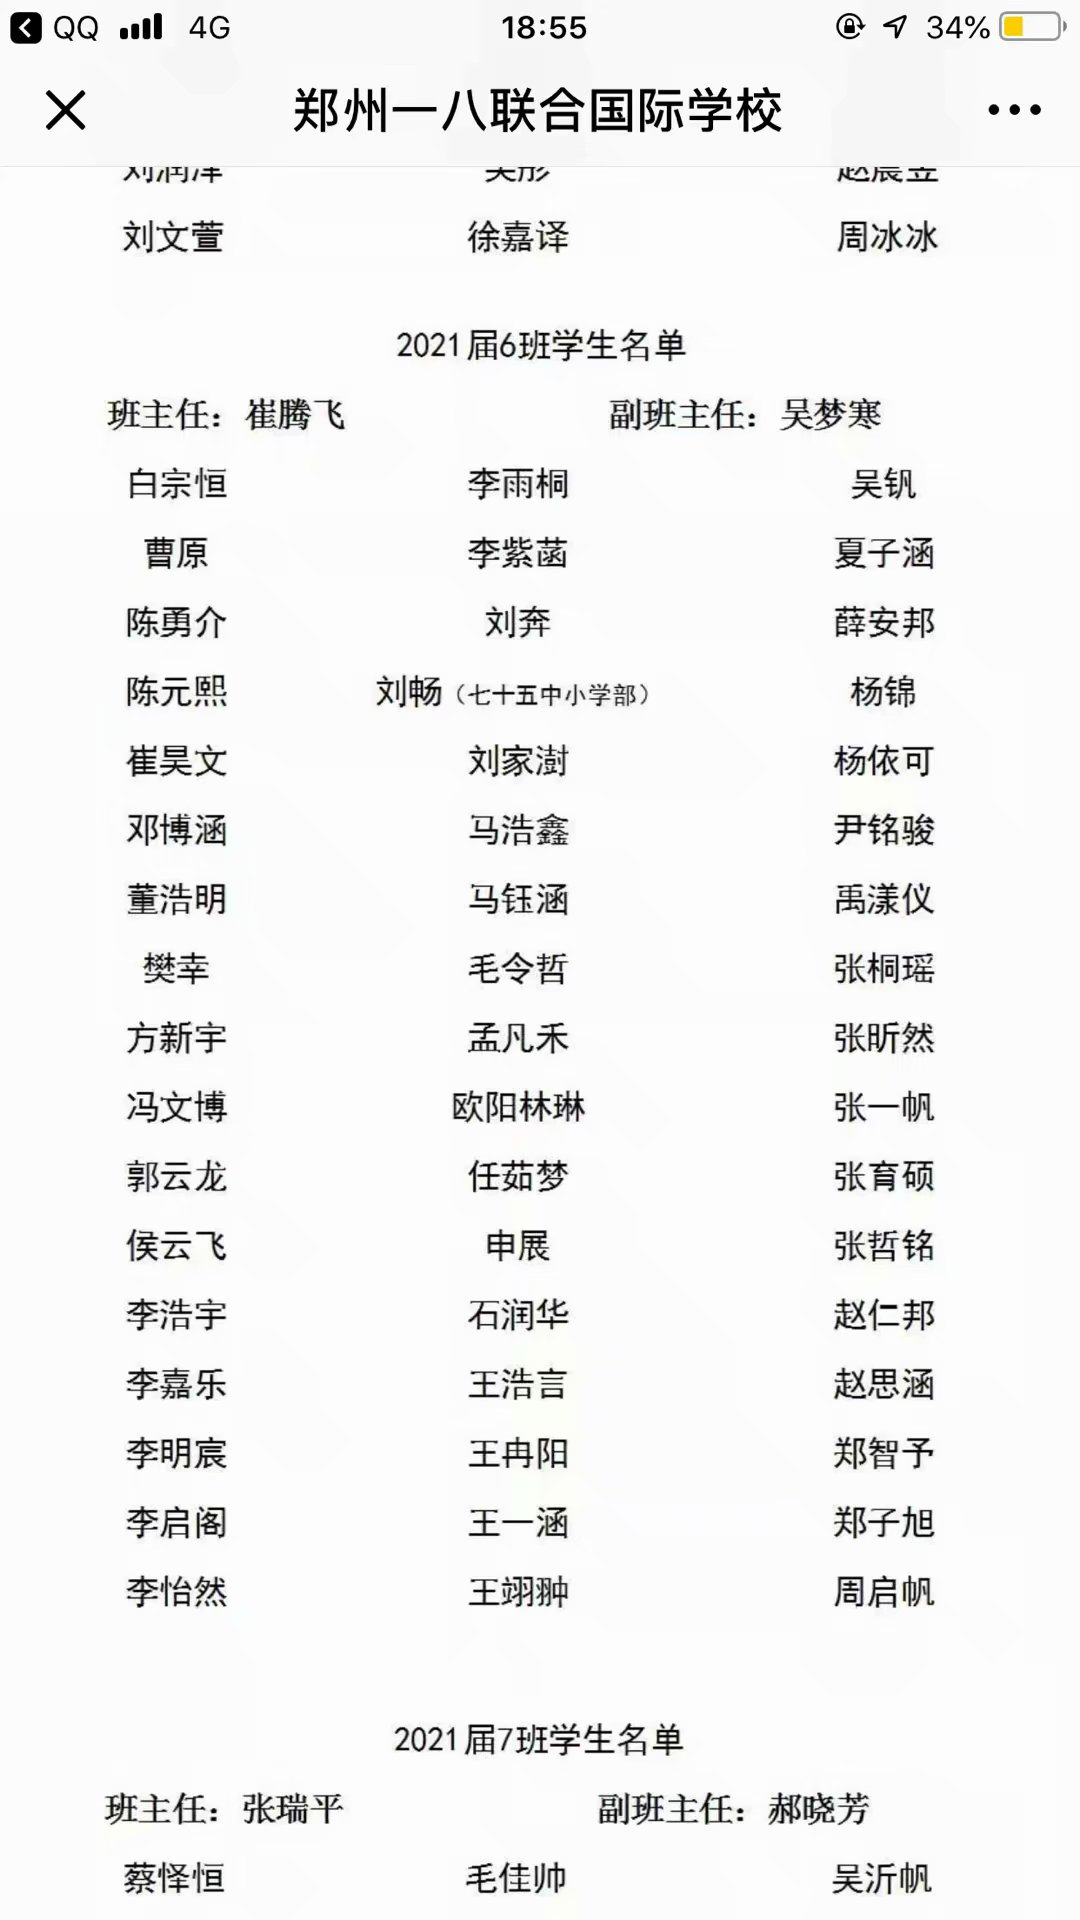 QQ 4G 18:55 34%
郑州一八联合国际学校
刘润泽 吴彤 赵晨昱
刘文萱 徐嘉译 周冰冰
2021届6班学生名单
班主任：崔腾飞 副班主任：吴梦寒
白宗恒 李雨桐 吴钒
曹原 李紫菡 夏子涵
陈勇介 刘奔 薛安邦
陈元熙 刘畅（七十五中小学部） 杨锦
崔昊文 刘家澍 杨依可
邓博涵 马浩鑫 尹铭骏
董浩明 马钰涵 禹漾仪
樊幸 毛令哲 张桐瑶
方新宇 孟凡禾 张昕然
冯文博 欧阳林琳 张一帆
郭云龙 任茹梦 张育硕
侯云飞 申展 张哲铭
李浩宇 石润华 赵仁邦
李嘉乐 王浩言 赵思涵
李明宸 王冉阳 郑智予
李启阁 王一涵 郑子旭
李怡然 王翊翀 周启帆
2021届7班学生名单
班主任：张瑞平 副班主任：郝晓芳
蔡怿恒 毛佳帅 吴沂帆